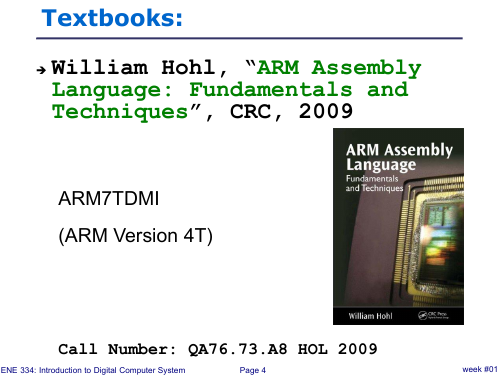 Textbooks:
➔ William Hohl, “ARM Assembly
Language: Fundamentals and
Techniques”, CRC, 2009
ARM Assembly
Language
Fundamentals
and Techniques
ARM7TDMI
(ARM Version 4T)
William Hohl
CRC Press
Call Number: QA76.73.A8 HOL 2009
ENE 334: Introduction to Digital Computer System Page 4 week #01